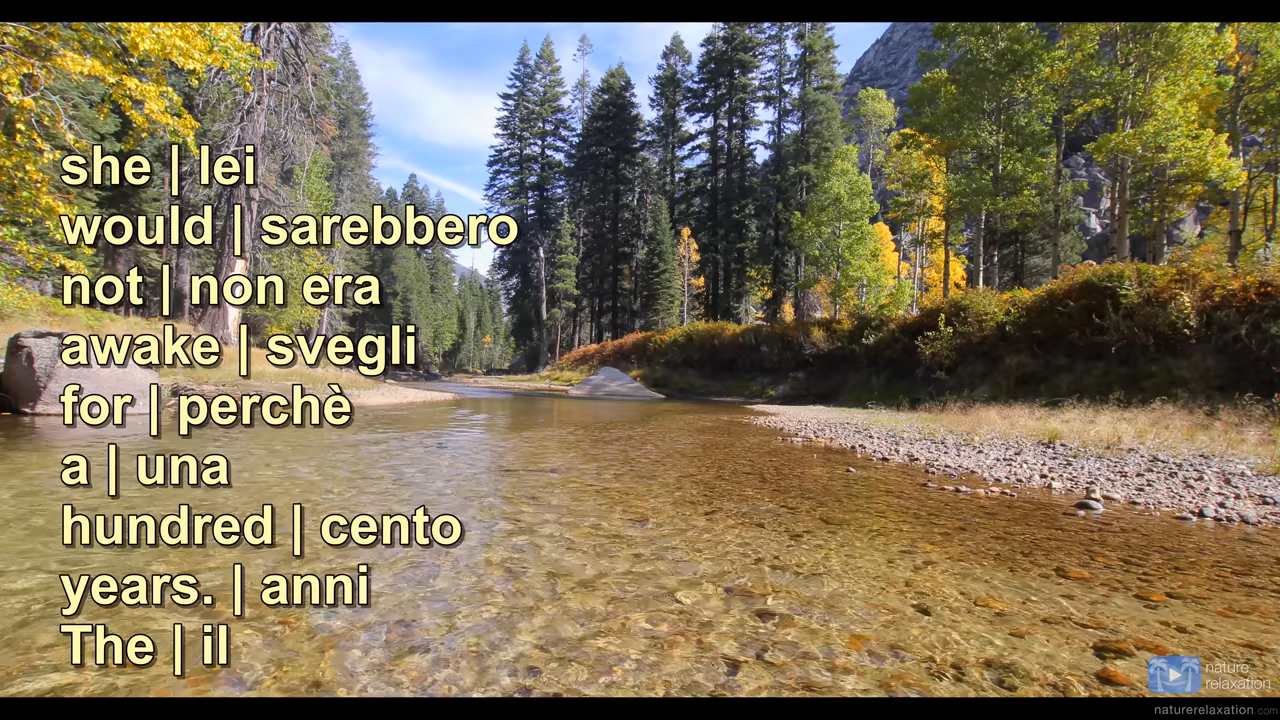 she | lei
would | sarebbero
not | non era
awake | svegli
for | perchè
a | una
hundred | cento
years. | anni
The | il
nature
relaxation
naturerelaxation.com